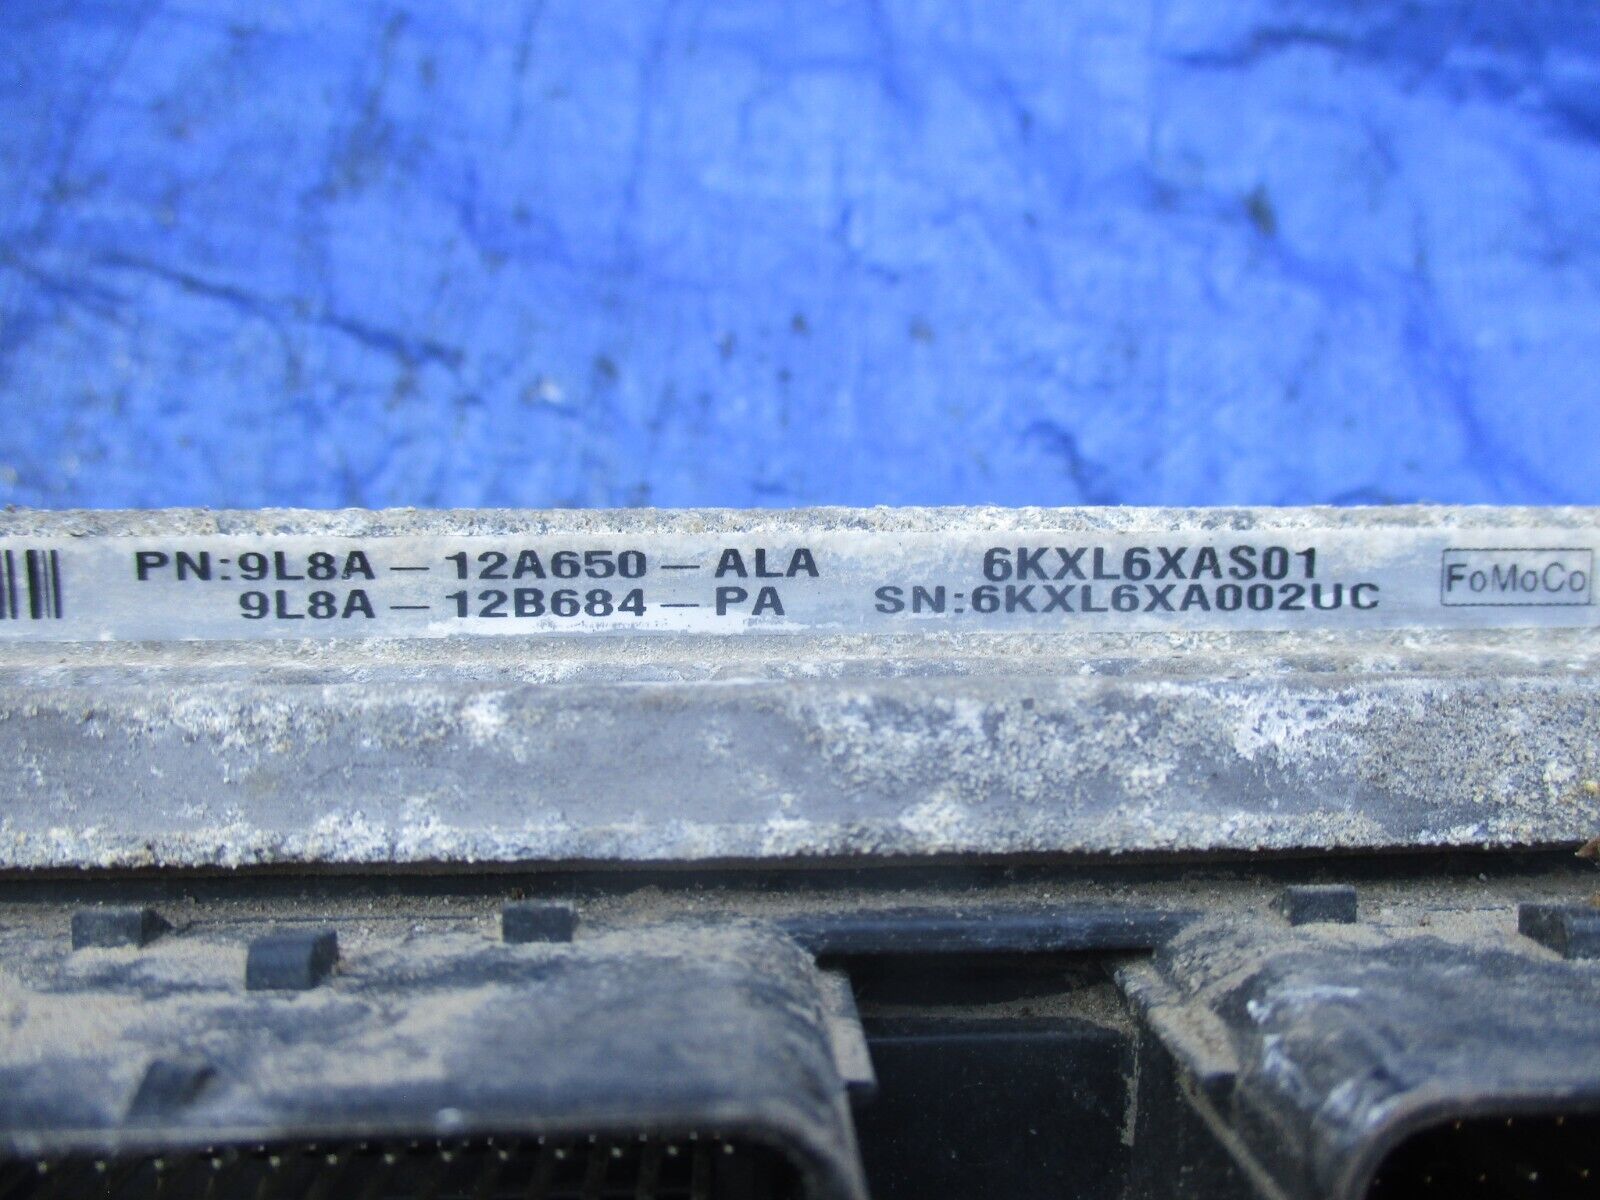 PN:9L8A-12A650-ALA 6KXL6XAS01
9L8A-12B684-PA SN:6KXL6XA002UC
FoMoCo